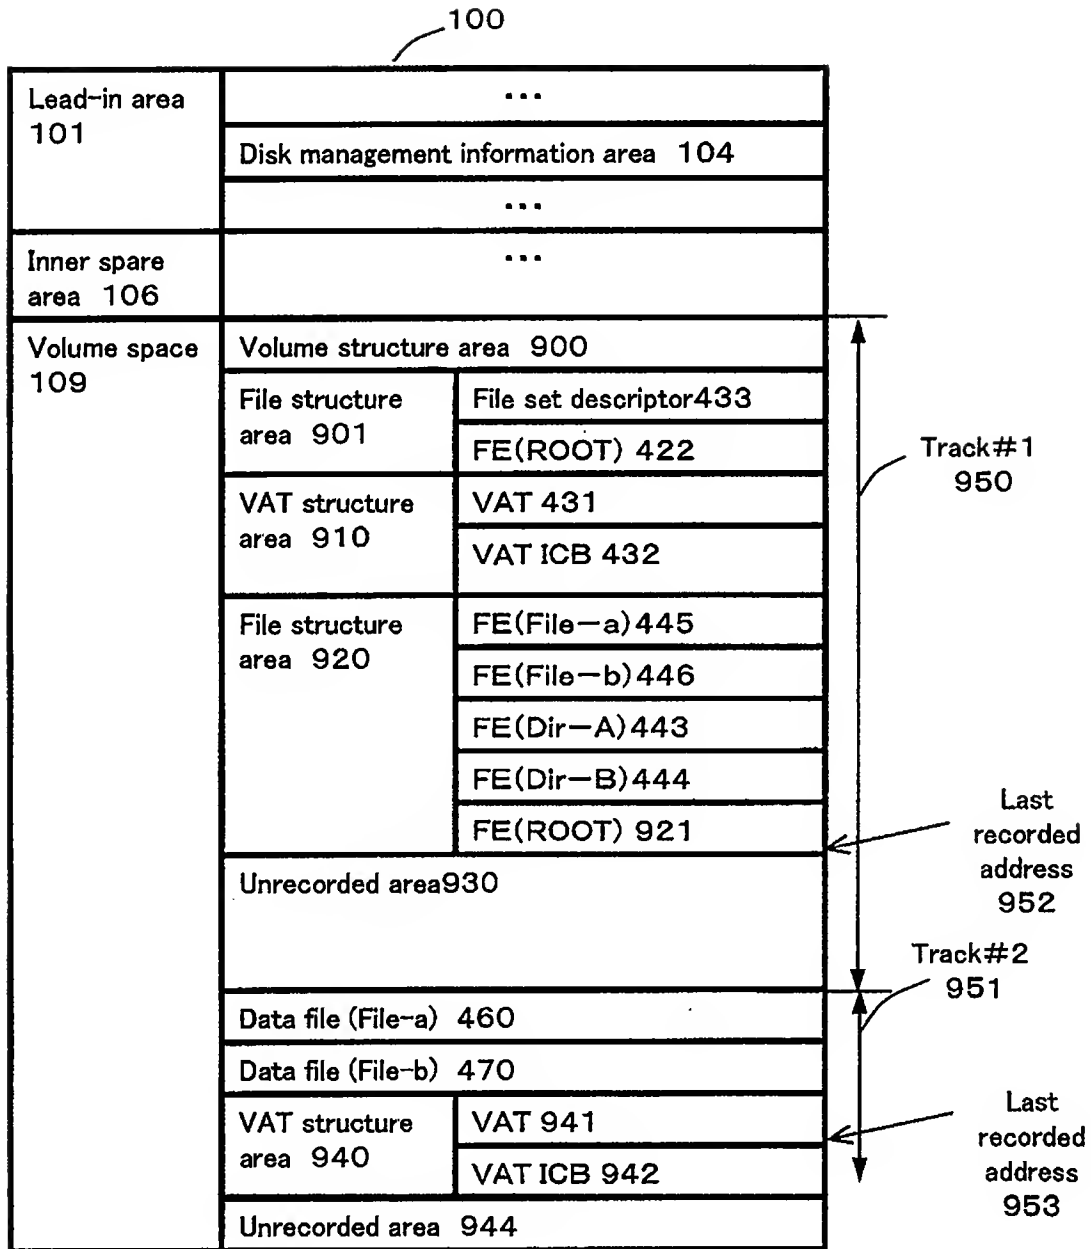 100
Lead-in area
101
...
Disk management information area 104
...
Inner spare
area 106
...
Volume space
109
Volume structure area 900
File structure
area 901
File set descriptor433
FE(ROOT) 422
VAT structure
area 910
VAT 431
VAT ICB 432
File structure
area 920
FE(File-a)445
FE(File-b)446
FE(Dir-A)443
FE(Dir-B)444
FE(ROOT) 921
Unrecorded area930
Data file (File-a) 460
Data file (File-b) 470
VAT structure
area 940
VAT 941
VAT ICB 942
Unrecorded area 944
Track#1
950
Last
recorded
address
952
Track#2
951
Last
recorded
address
953